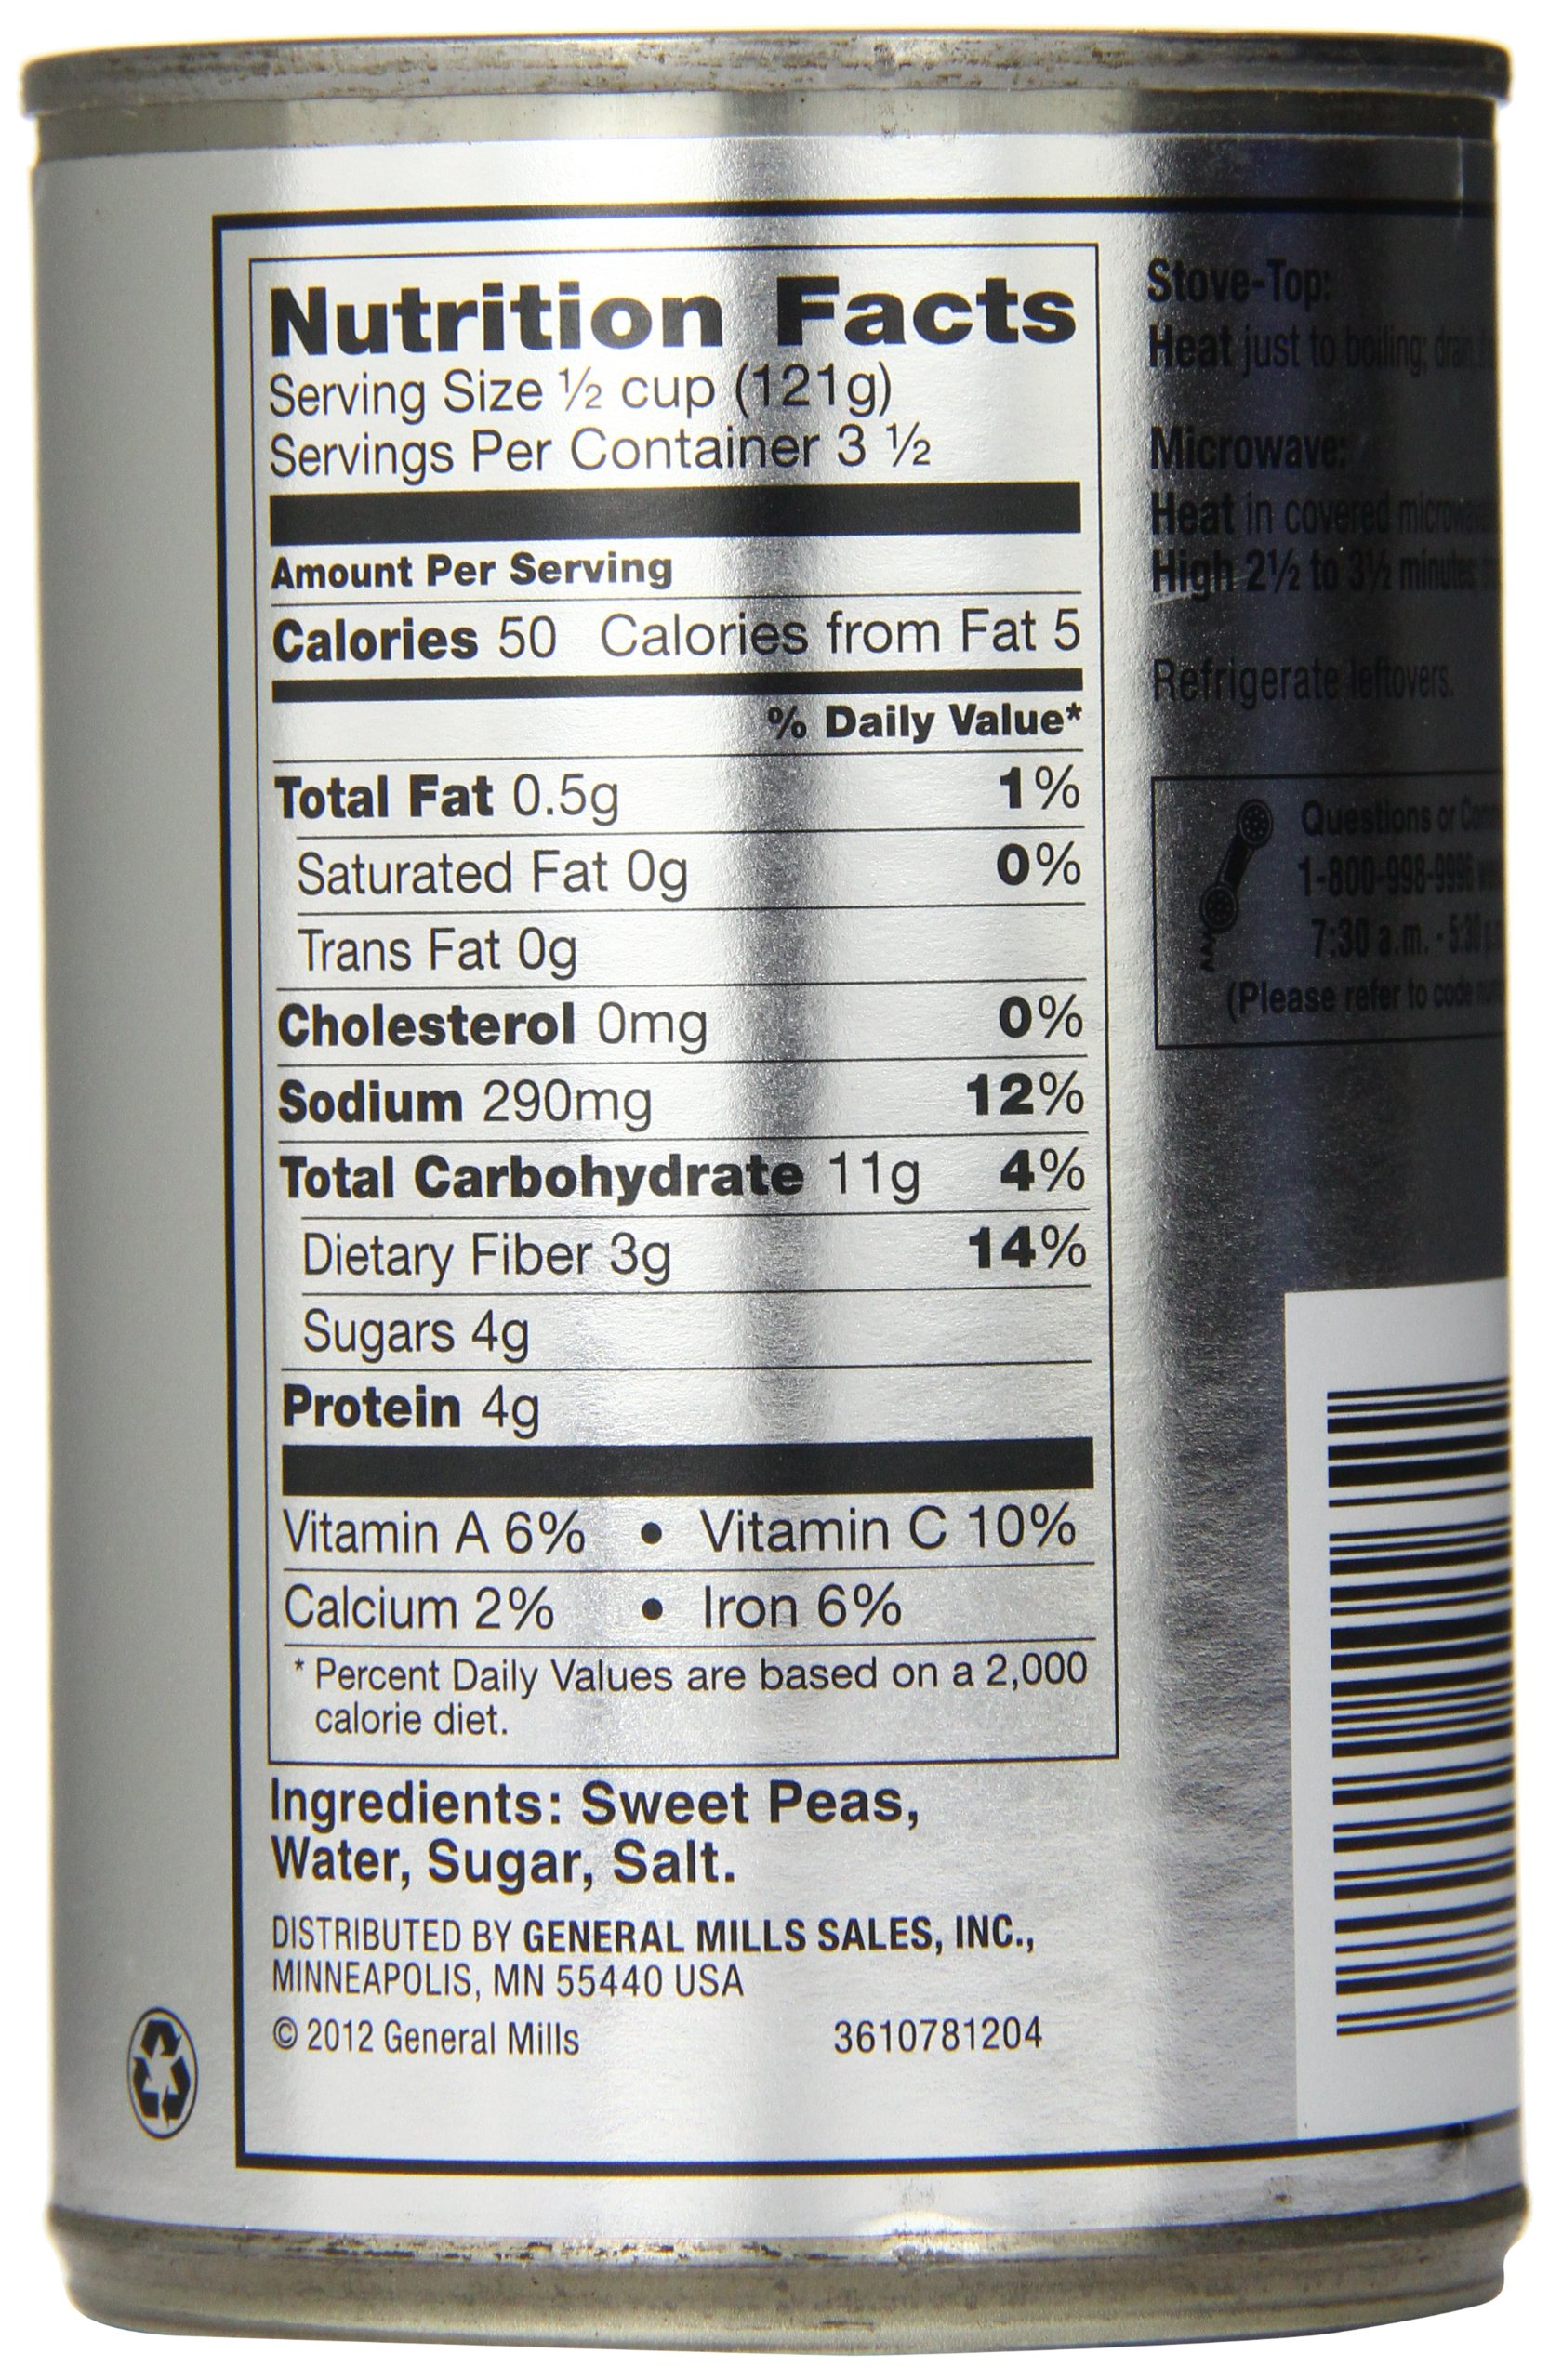 Nutrition Facts
Serving Size ½ cup (121g)
Servings Per Container 3 ½
Amount Per Serving
Calories 50 Calories from Fat 5
% Daily Value*
Total Fat 0.5g 1%
Saturated Fat 0g 0%
Trans Fat 0g
Cholesterol 0mg 0%
Sodium 290mg 12%
Total Carbohydrate 11g 4%
Dietary Fiber 3g 14%
Sugars 4g
Protein 4g
Vitamin A 6% • Vitamin C 10%
Calcium 2% • Iron 6%
* Percent Daily Values are based on a 2,000
calorie diet.
Ingredients: Sweet Peas,
Water, Sugar, Salt.
DISTRIBUTED BY GENERAL MILLS SALES, INC.,
MINNEAPOLIS, MN 55440 USA
© 2012 General Mills 3610781204
Stove-Top:
Heat just to boiling;
Microwave:
Heat in covered
High 2½ to 3½ minutes
Refrigerate leftovers.
Questions or
1-800-998-9996
7:30 a.m. -
(Please refer to code